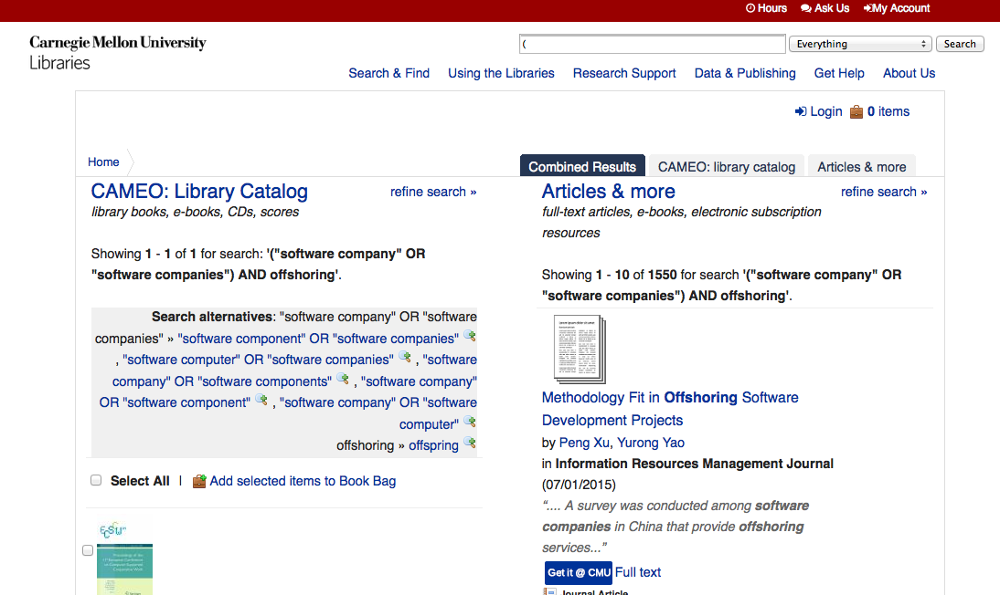 Hours Ask Us My Account
Carnegie Mellon University
Libraries
(
Everything
Search
Search & Find Using the Libraries Research Support Data & Publishing Get Help About Us
Login 0 items
Home
Combined Results CAMEO: library catalog Articles & more
CAMEO: Library Catalog
refine search »
library books, e-books, CDs, scores
Showing 1 - 1 of 1 for search: '("software company" OR
"software companies") AND offshoring'.
Search alternatives: "software company" OR "software
companies" » "software component" OR "software companies"
, "software computer" OR "software companies" , "software
company" OR "software components" , "software company"
OR "software component" , "software company" OR "software
computer"
offshoring » offspring
Select All | Add selected items to Book Bag
ECSCW
Articles & more
refine search »
full-text articles, e-books, electronic subscription
resources
Showing 1 - 10 of 1550 for search '("software company" OR
"software companies") AND offshoring'.
Methodology Fit in Offshoring Software
Development Projects
by Peng Xu, Yurong Yao
in Information Resources Management Journal
(07/01/2015)
“.... A survey was conducted among software
companies in China that provide offshoring
services...”
Get it @ CMU Full text
Journal Article